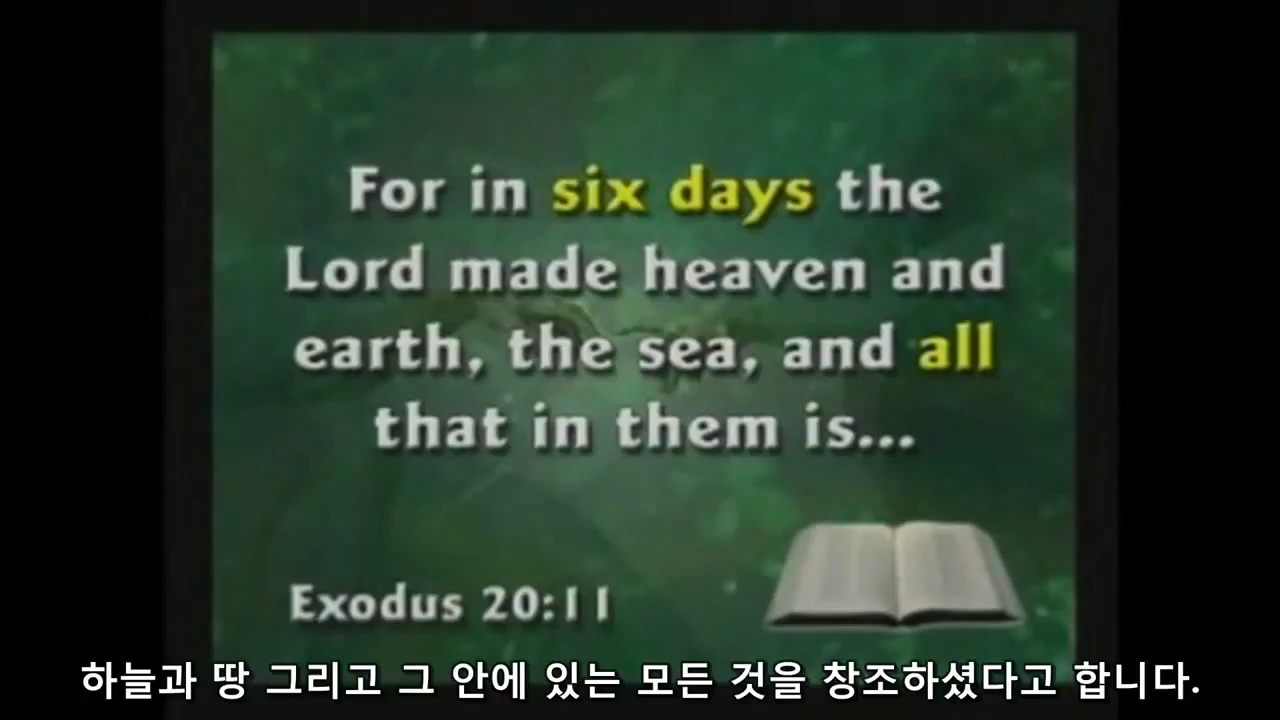 For in six days the
Lord made heaven and
earth, the sea, and all
that in them is...
Exodus 20:11
하늘과 땅 그리고 그 안에 있는 모든 것을 창조하셨다고 합니다.